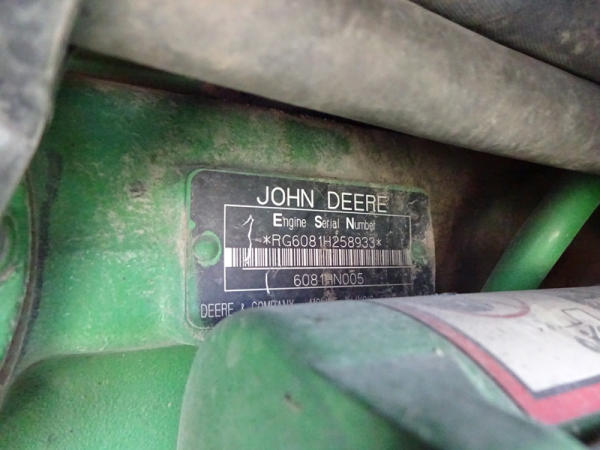 JOHN DEERE
Engine Serial Number
*RG6081H258933*
6081HN005
DEERE & COMPANY